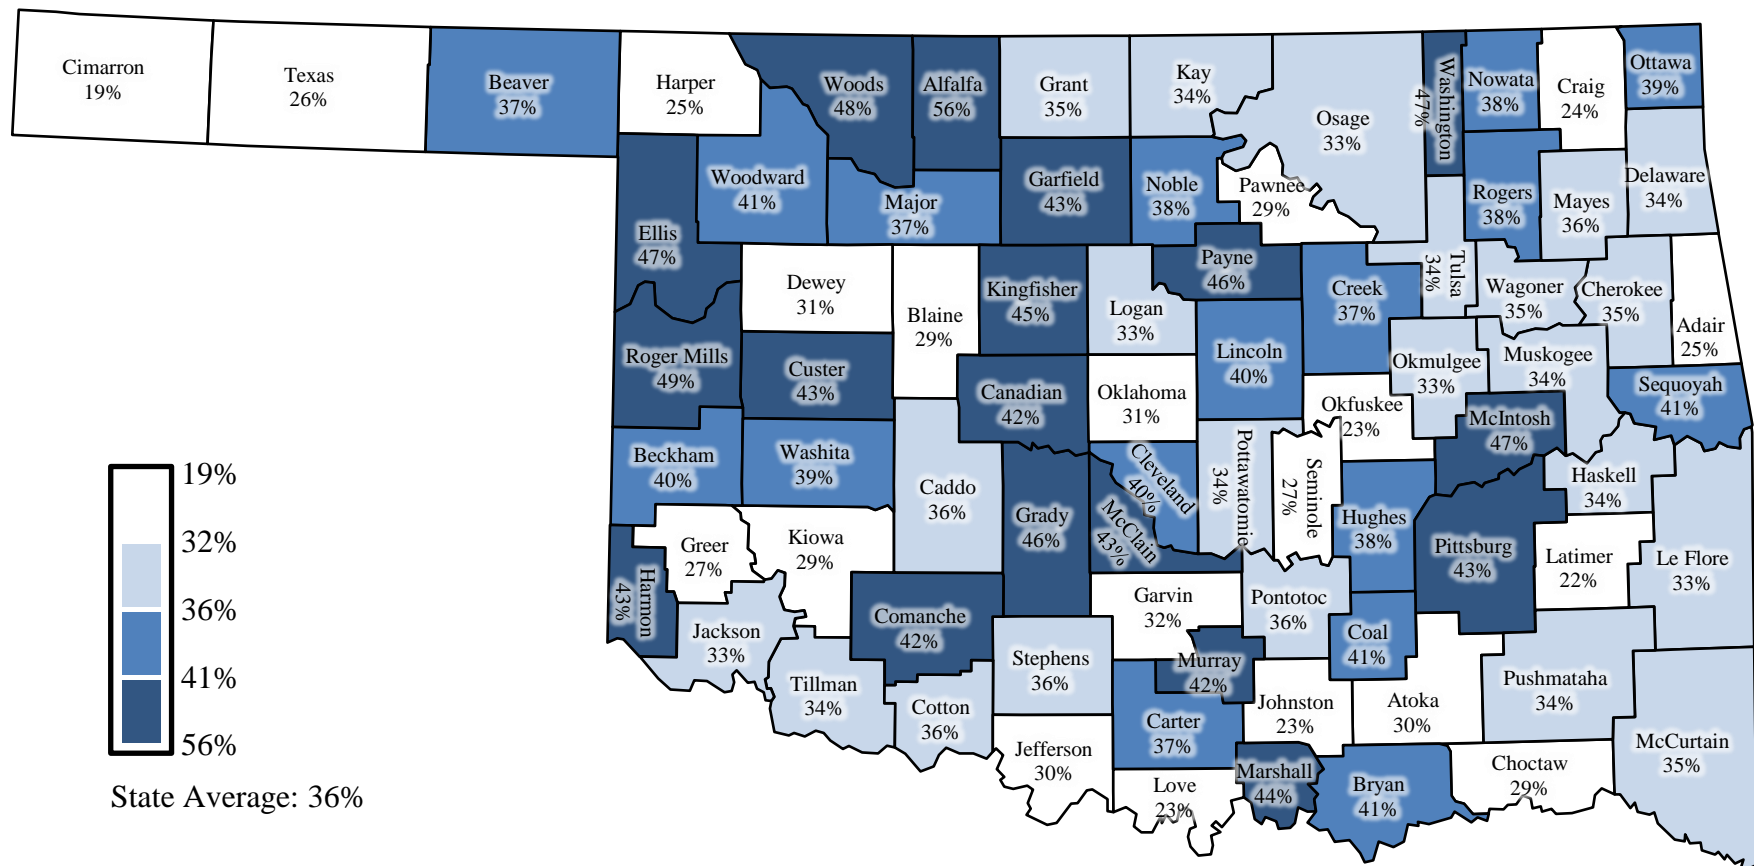 Cimarron
19%
Texas
26%
Beaver
37%
Harper
25%
Woods
48%
Alfalfa
56%
Grant
35%
Kay
34%
Osage
33%
Washington
47%
Nowata
38%
Craig
24%
Ottawa
39%
Woodward
41%
Major
37%
Garfield
43%
Noble
38%
Pawnee
29%
Rogers
38%
Mayes
36%
Delaware
34%
Ellis
47%
Dewey
31%
Blaine
29%
Kingfisher
45%
Logan
33%
Payne
46%
Creek
37%
Tulsa
34%
Wagoner
35%
Cherokee
35%
Adair
25%
Roger Mills
49%
Custer
43%
Canadian
42%
Oklahoma
31%
Lincoln
40%
Okfuskee
23%
Okmulgee
33%
Muskogee
34%
McIntosh
47%
Sequoyah
41%
Beckham
40%
Washita
39%
Caddo
36%
Grady
46%
Cleveland
40%
McClain
43%
Pottawatomie
34%
Seminole
27%
Hughes
38%
Pittsburg
43%
Haskell
34%
Latimer
22%
Le Flore
33%
Harmon
43%
Greer
27%
Kiowa
29%
Jackson
33%
Comanche
42%
Tillman
34%
Cotton
36%
Stephens
36%
Garvin
32%
Murray
42%
Pontotoc
36%
Coal
41%
Johnston
23%
Atoka
30%
Pushmataha
34%
McCurtain
35%
Jefferson
30%
Carter
37%
Love
23%
Marshall
44%
Bryan
41%
Choctaw
29%
19%
32%
36%
41%
56%
State Average: 36%